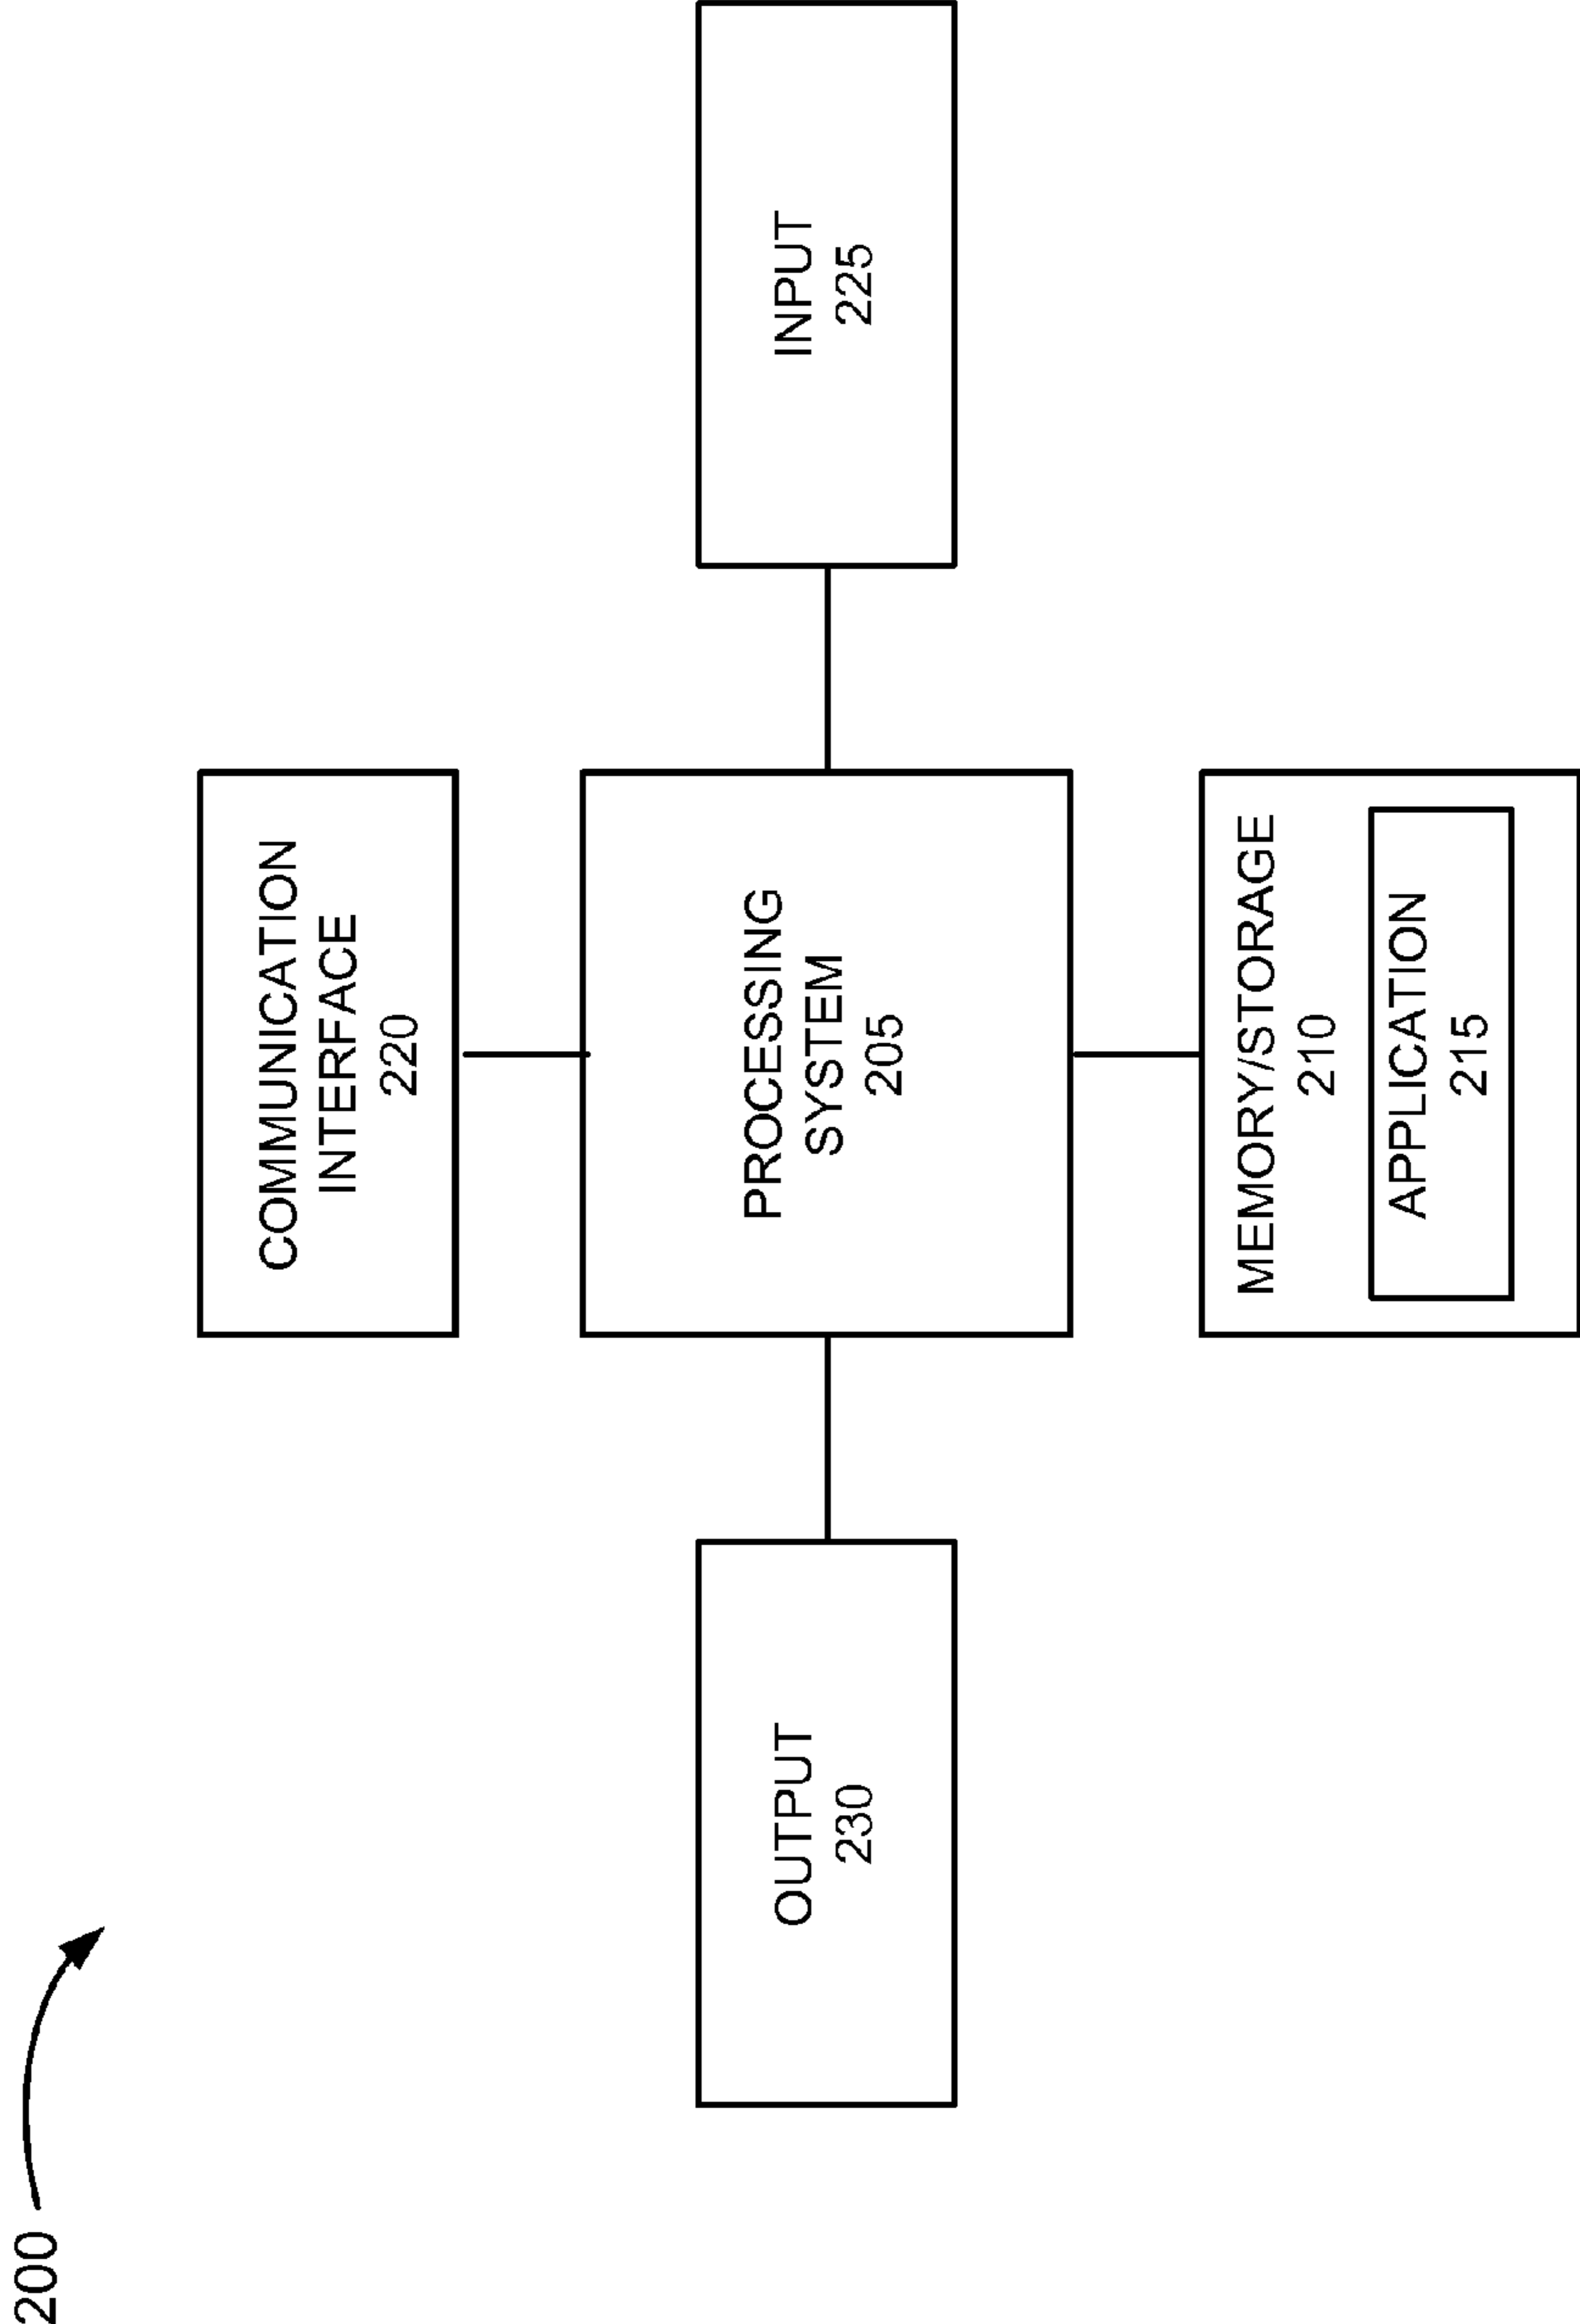 200
COMMUNICATION
INTERFACE
220
OUTPUT
230
PROCESSING
SYSTEM
205
INPUT
225
MEMORY/STORAGE
210
APPLICATION
215